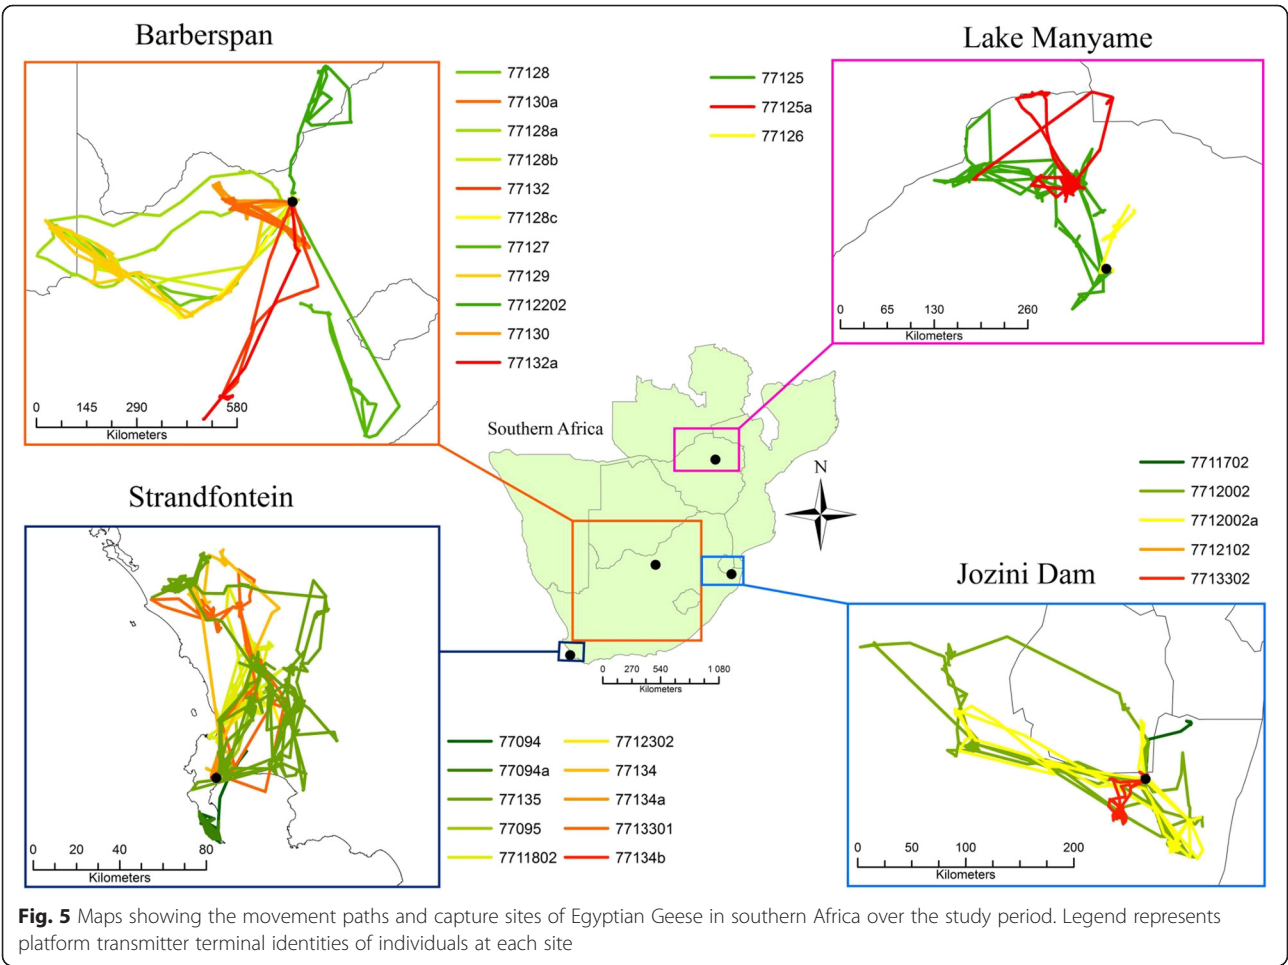 Barberspan
77128
77130a
77128a
77128b
77132
77128c
77127
77129
7712202
77130
77132a
0 145 290 580
Kilometers
Lake Manyame
77125
77125a
77126
0 65 130 260
Kilometers
Southern Africa
N
0 270 540 1 080
Kilometers
Strandfontein
77094
77094a
77135
77095
7711802
7712302
77134
77134a
7713301
77134b
0 20 40 80
Kilometers
7711702
7712002
7712002a
7712102
7713302
Jozini Dam
0 50 100 200
Kilometers
Fig. 5 Maps showing the movement paths and capture sites of Egyptian Geese in southern Africa over the study period. Legend represents
platform transmitter terminal identities of individuals at each site